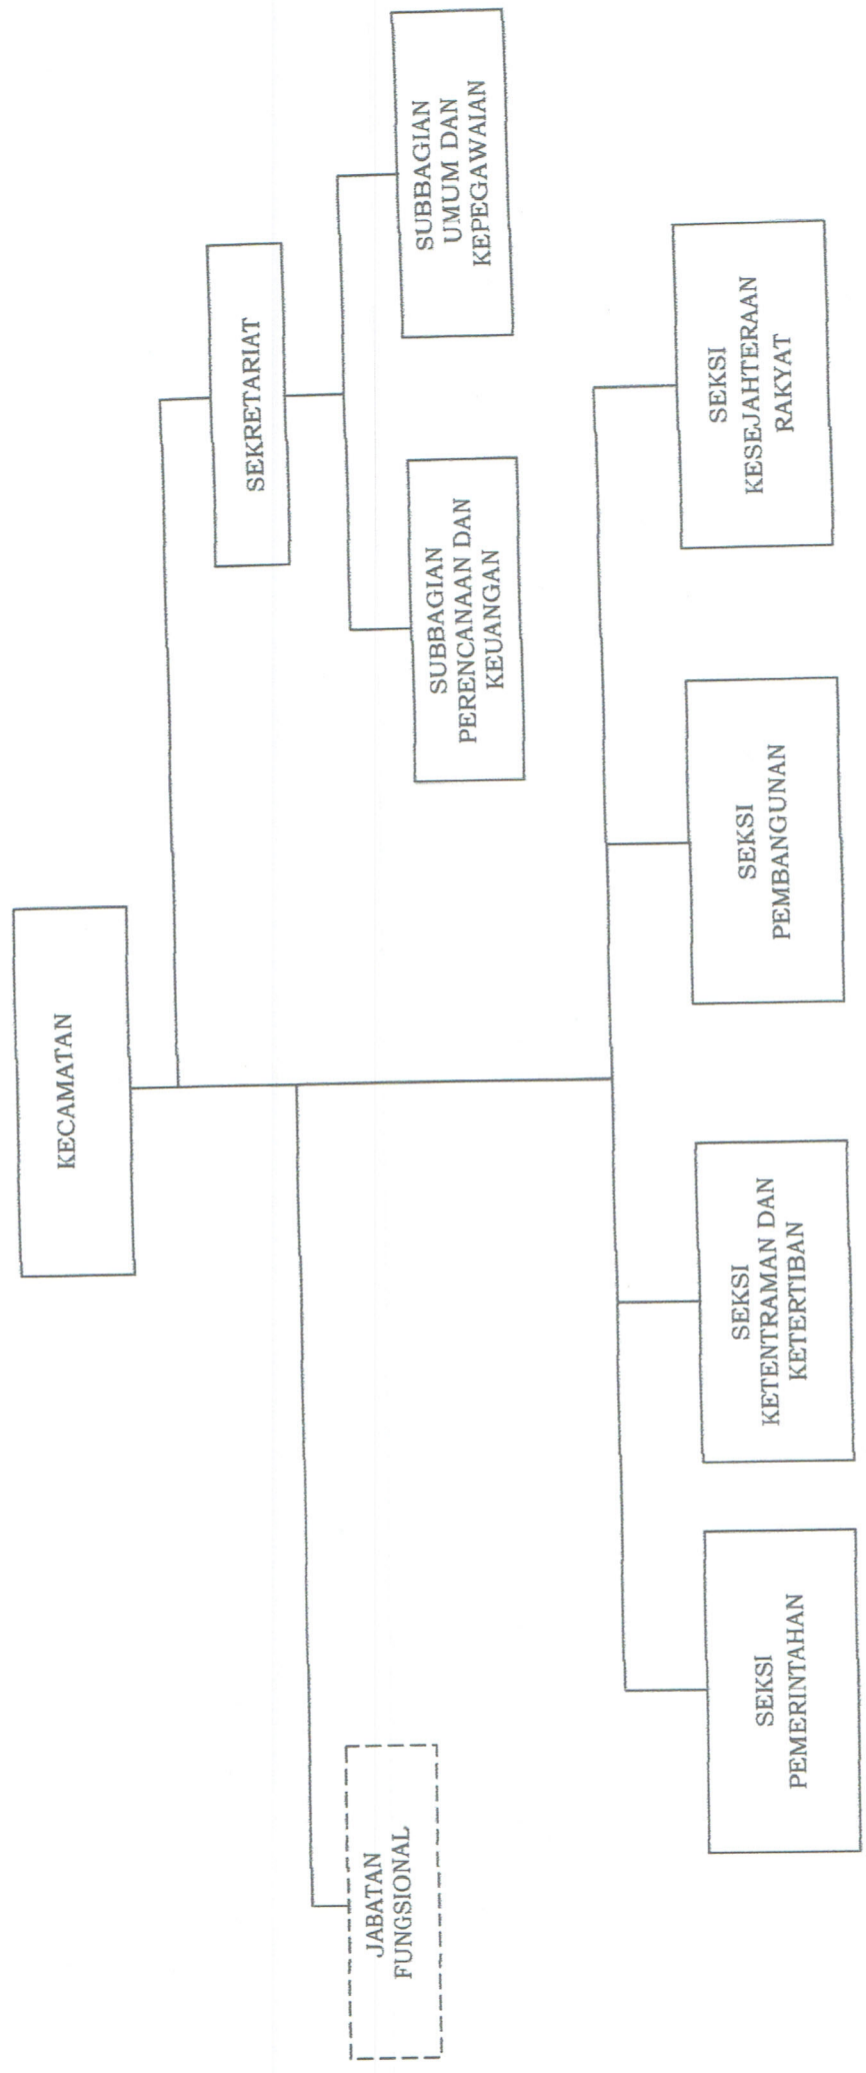 KECAMATAN
SEKRETARIAT
SUBBAGIAN
PERENCANAAN DAN
KEUANGAN
SUBBAGIAN
UMUM DAN
KEPEGAWAIAN
JABATAN
FUNGSIONAL
SEKSI
PEMERINTAHAN
SEKSI
KETENTRAMAN DAN
KETERTIBAN
SEKSI
PEMBANGUNAN
SEKSI
KESEJAHTERAAN
RAKYAT